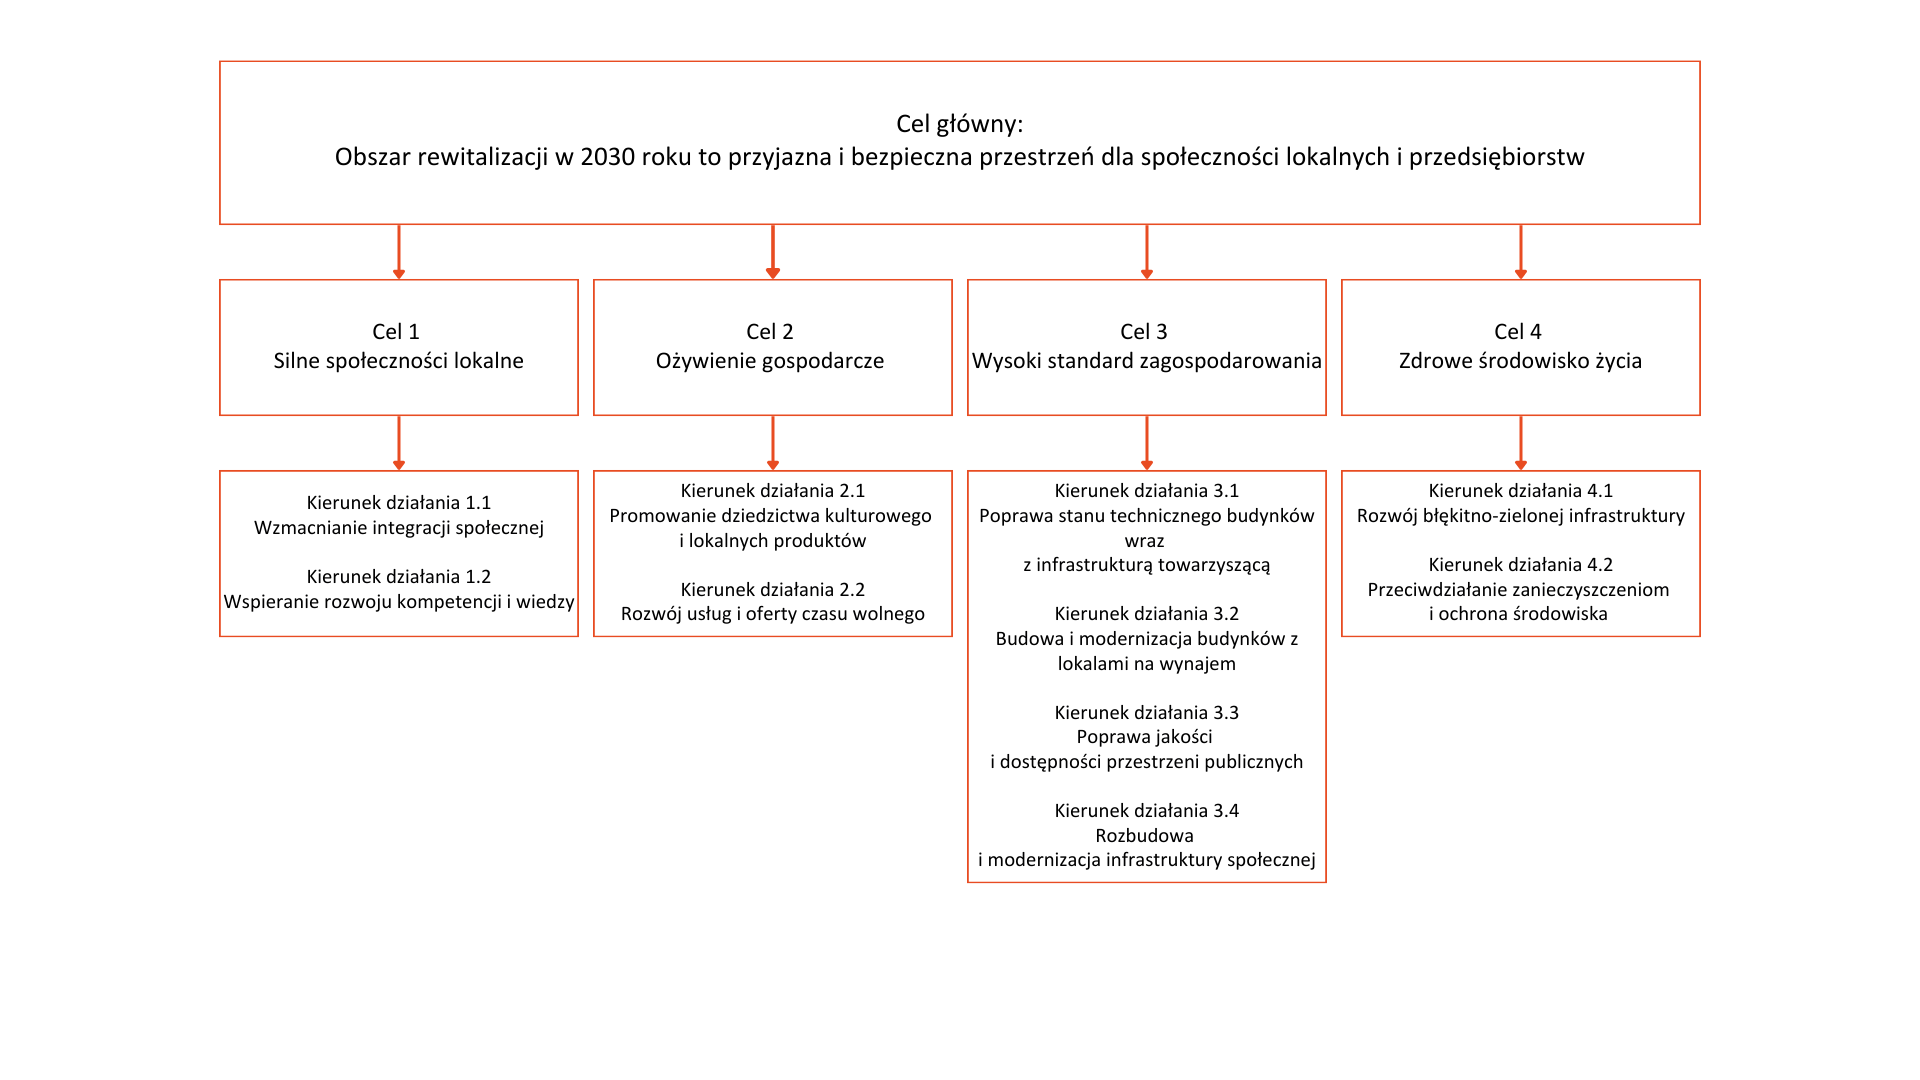 Cel główny:
Obszar rewitalizacji w 2030 roku to przyjazna i bezpieczna przestrzeń dla społeczności lokalnych i przedsiębiorstw
Cel 1
Silne społeczności lokalne
Cel 2
Ożywienie gospodarcze
Cel 3
Wysoki standard zagospodarowania
Cel 4
Zdrowe środowisko życia
Kierunek działania 1.1
Wzmacnianie integracji społecznej
Kierunek działania 1.2
Wspieranie rozwoju kompetencji i wiedzy
Kierunek działania 2.1
Promowanie dziedzictwa kulturowego
i lokalnych produktów
Kierunek działania 2.2
Rozwój usług i oferty czasu wolnego
Kierunek działania 3.1
Poprawa stanu technicznego budynków
wraz
z infrastrukturą towarzyszącą
Kierunek działania 3.2
Budowa i modernizacja budynków z
lokalami na wynajem
Kierunek działania 3.3
Poprawa jakości
i dostępności przestrzeni publicznych
Kierunek działania 3.4
Rozbudowa
i modernizacja infrastruktury społecznej
Kierunek działania 4.1
Rozwój błękitno-zielonej infrastruktury
Kierunek działania 4.2
Przeciwdziałanie zanieczyszczeniom
i ochrona środowiska